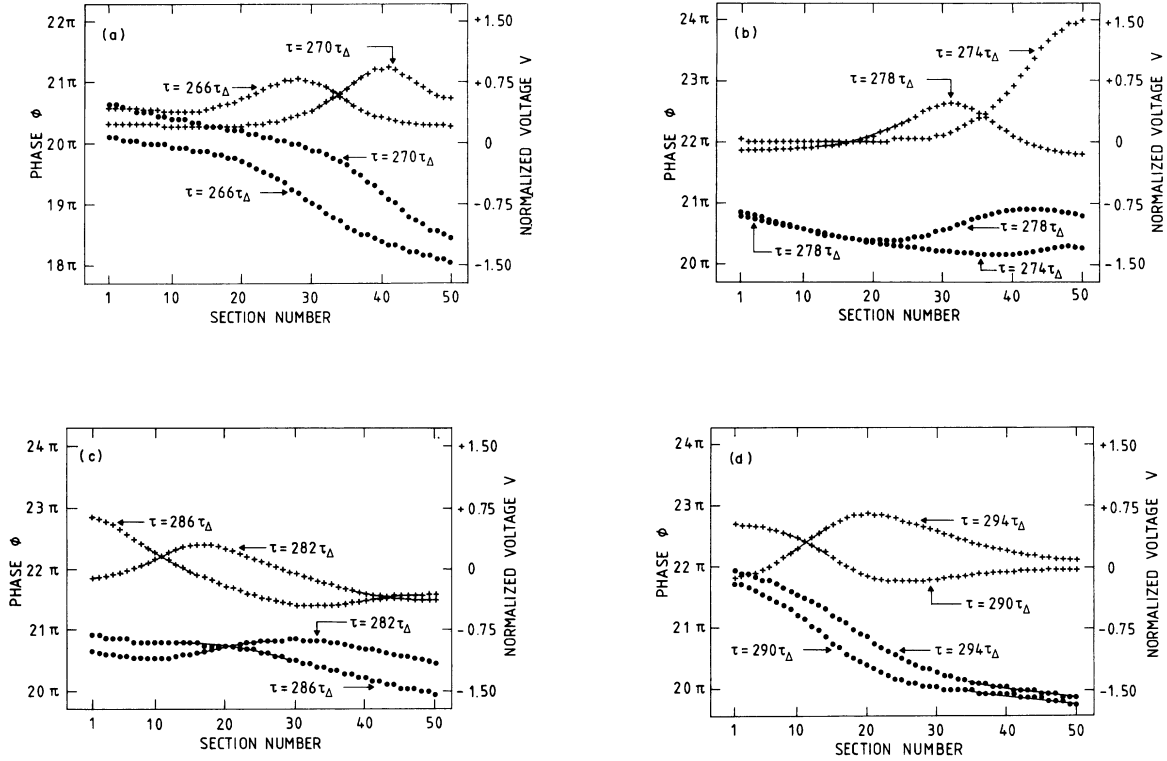 (a)
22π
21π
20π
19π
18π
PHASE ϕ
+1.50
+0.75
0
-0.75
-1.50
NORMALIZED VOLTAGE V
τ=270τΔ
τ=266τΔ
τ=270τΔ
τ=266τΔ
1 10 20 30 40 50
SECTION NUMBER
(b)
24π
23π
22π
21π
20π
PHASE ϕ
+1.50
+0.75
0
-0.75
-1.50
NORMALIZED VOLTAGE V
τ=274τΔ
τ=278τΔ
τ=278τΔ
τ=278τΔ
τ=274τΔ
1 10 20 30 40 50
SECTION NUMBER
(c)
24π
23π
22π
21π
20π
PHASE ϕ
+1.50
+0.75
0
-0.75
-1.50
NORMALIZED VOLTAGE V
τ=286τΔ
τ=282τΔ
τ=282τΔ
τ=286τΔ
1 10 20 30 40 50
SECTION NUMBER
(d)
24π
23π
22π
21π
20π
PHASE ϕ
+1.50
+0.75
0
-0.75
-1.50
NORMALIZED VOLTAGE V
τ=294τΔ
τ=290τΔ
τ=290τΔ
τ=294τΔ
1 10 20 30 40 50
SECTION NUMBER